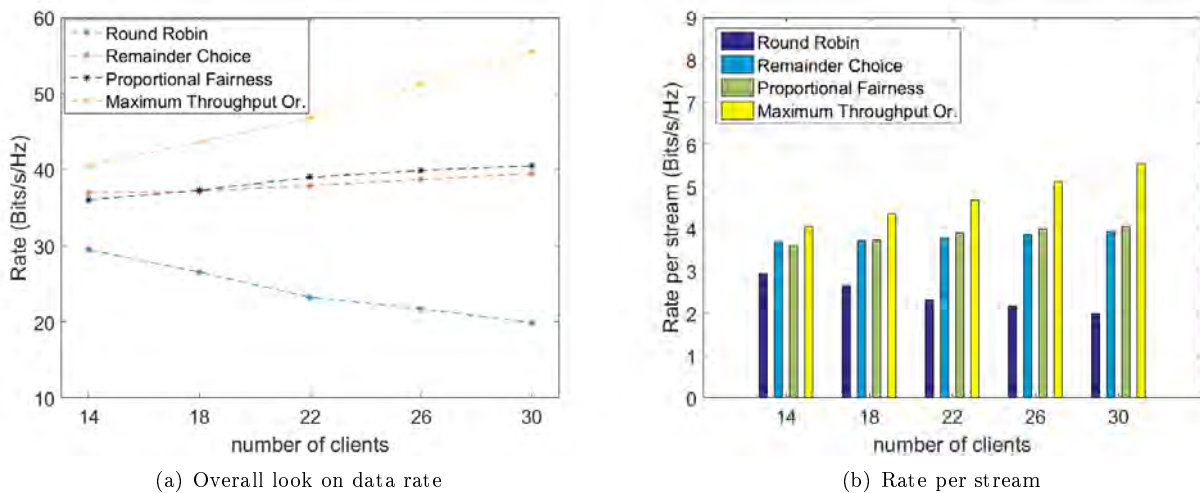 60
50
40
30
20
10
Rate (Bits/s/Hz)
Round Robin
Remainder Choice
Proportional Fairness
Maximum Throughput Or.
14 18 22 26 30
number of clients
(a) Overall look on data rate
9
8
7
6
5
4
3
2
1
0
Rate per stream (Bits/s/Hz)
Round Robin
Remainder Choice
Proportional Fairness
Maximum Throughput Or.
14 18 22 26 30
number of clients
(b) Rate per stream